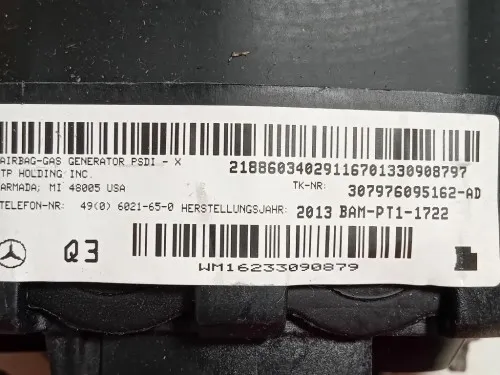 AIRBAG-GAS GENERATOR PSDI - X
TP HOLDING INC.
ARMADA, MI 48005 USA
TELEFON-NR: 49(0) 6021-65-0 HERSTELLUNGSJAHR: 2013 BAM-PT1-1722
21886034029116701330908797
TK-NR: 307976095162-AD
Q3
WM16233090879